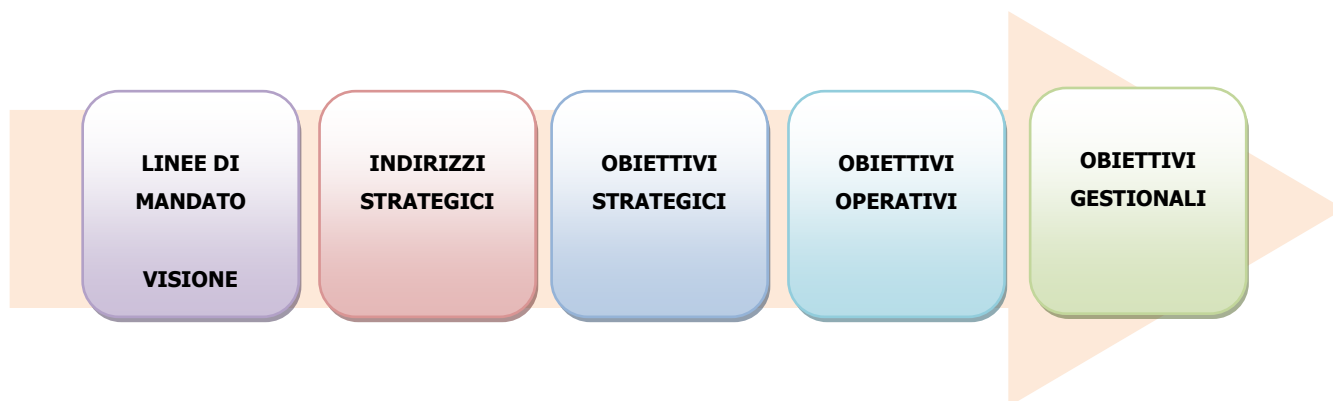 LINEE DI
MANDATO
VISIONE
INDIRIZZI
STRATEGICI
OBIETTIVI
STRATEGICI
OBIETTIVI
OPERATIVI
OBIETTIVI
GESTIONALI